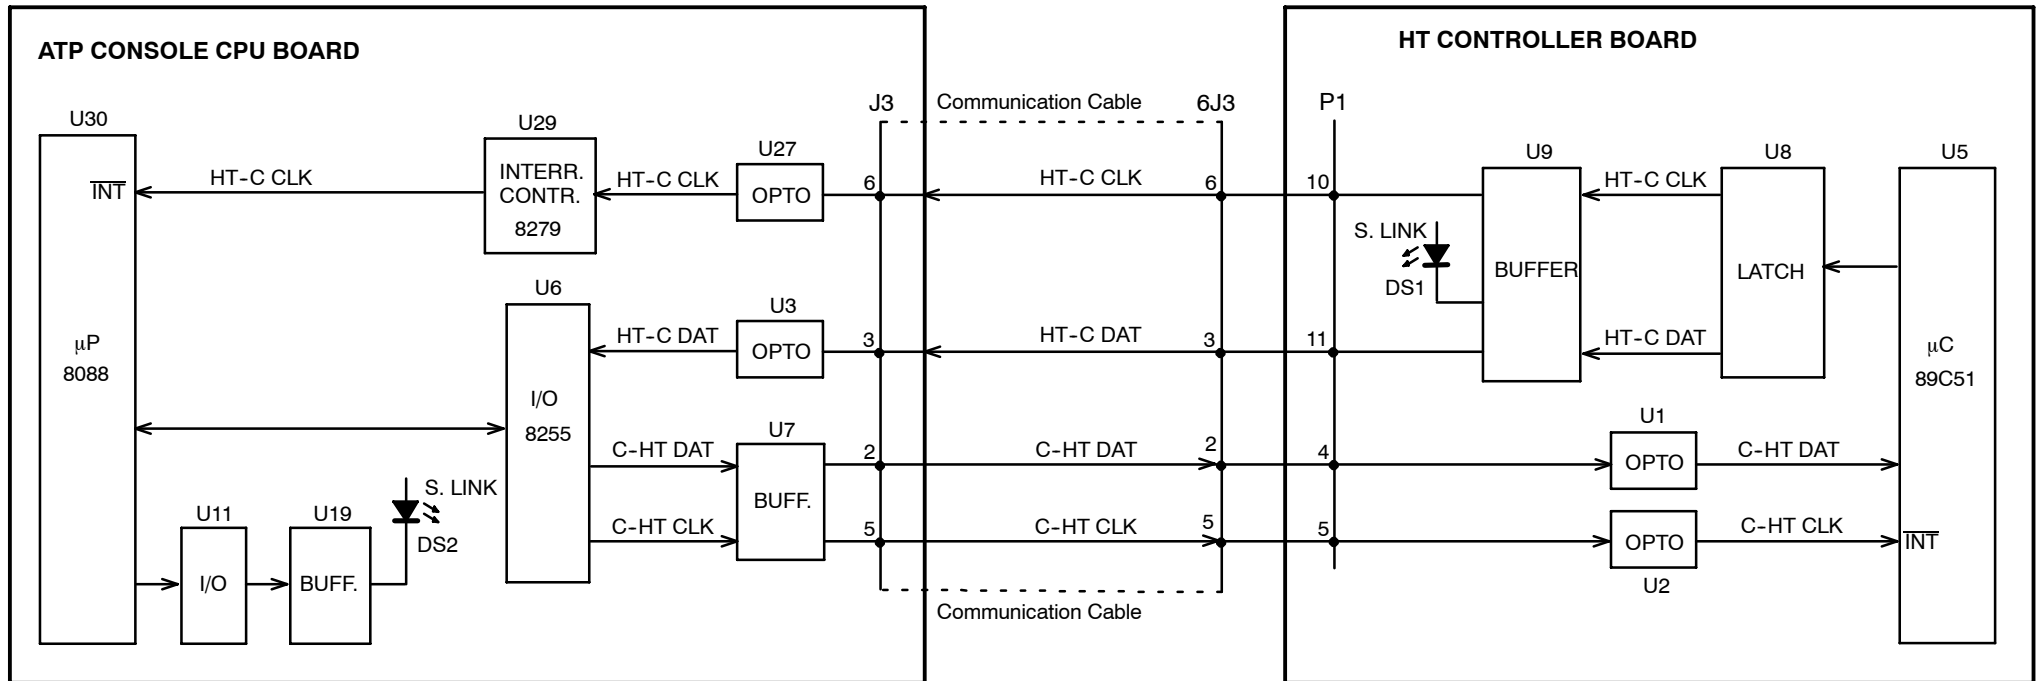 ATP CONSOLE CPU BOARD
HT CONTROLLER BOARD
J3
Communication Cable
6J3
P1
U30
U29
U27
U9
U8
U5
INT
HT-C CLK
INTERR.
CONTR.
8279
HT-C CLK
OPTO
6
HT-C CLK
6
10
HT-C CLK
S. LINK
DS1
BUFFER
LATCH
U6
U3
HT-C DAT
OPTO
3
HT-C DAT
3
11
HT-C DAT
µP
8088
µC
89C51
I/O
8255
U7
U1
C-HT DAT
2
C-HT DAT
2
4
OPTO
C-HT DAT
BUFF.
S. LINK
DS2
U11
U19
C-HT CLK
5
C-HT CLK
5
5
OPTO
C-HT CLK
INT
U2
I/O
BUFF.
Communication Cable